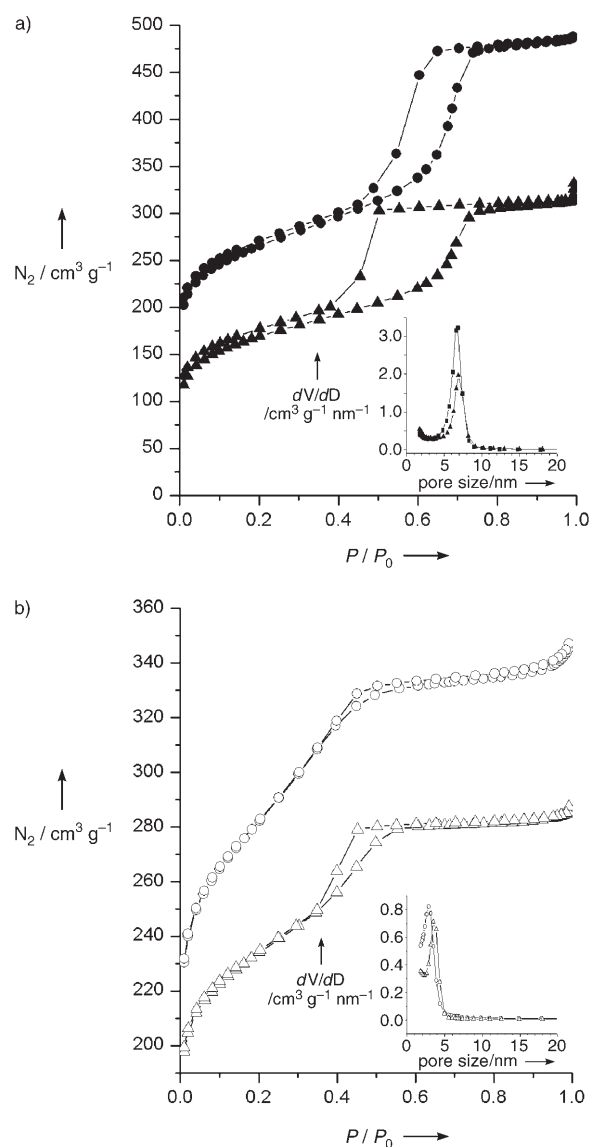 a)
500
450
400
350
300
250
200
150
100
50
0
N2 / cm3 g–1
0.0 0.2 0.4 0.6 0.8 1.0
P / P0
dV/dD
/cm3 g–1 nm–1
3.0
2.0
1.0
0.0
0 5 10 15 20
pore size/nm
b)
360
340
320
300
280
260
240
220
200
N2 / cm3 g–1
0.0 0.2 0.4 0.6 0.8 1.0
P / P0
dV/dD
/cm3 g–1 nm–1
0.8
0.6
0.4
0.2
0.0
0 5 10 15 20
pore size/nm